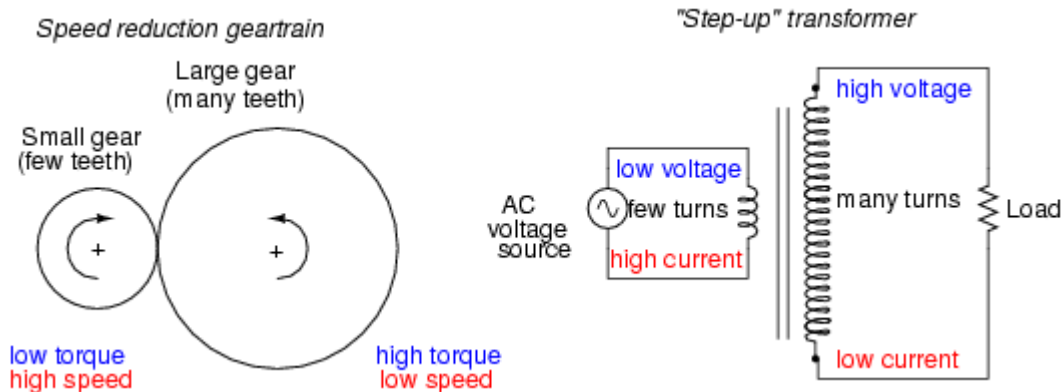 Speed reduction geartrain
Large gear
(many teeth)
Small gear
(few teeth)
+
+
low torque
high speed
high torque
low speed
"Step-up" transformer
high voltage
low voltage
AC
voltage
source
few turns
many turns
Load
high current
low current